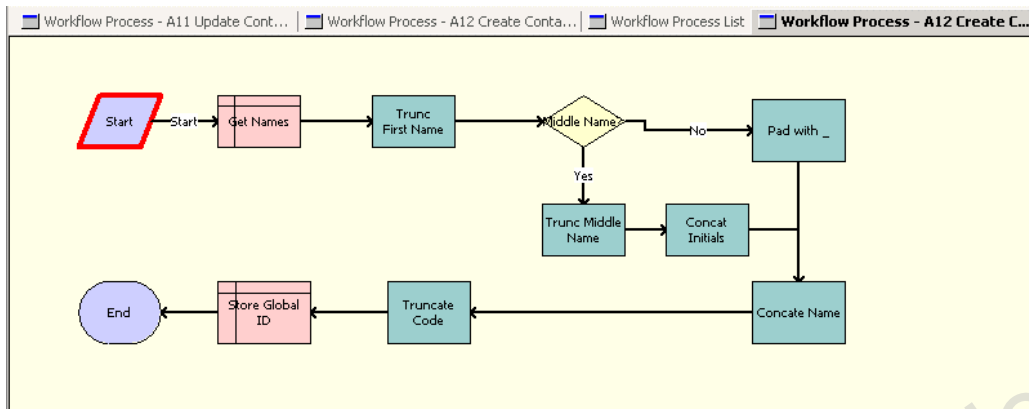 Workflow Process - A11 Update Cont...
Workflow Process - A12 Create Conta...
Workflow Process List
Workflow Process - A12 Create C...
Start
Start
Get Names
Trunc
First Name
Middle Name?
No
Pad with _
Yes
Trunc Middle
Name
Concat
Initials
End
Store Global
ID
Truncate
Code
Concate Name